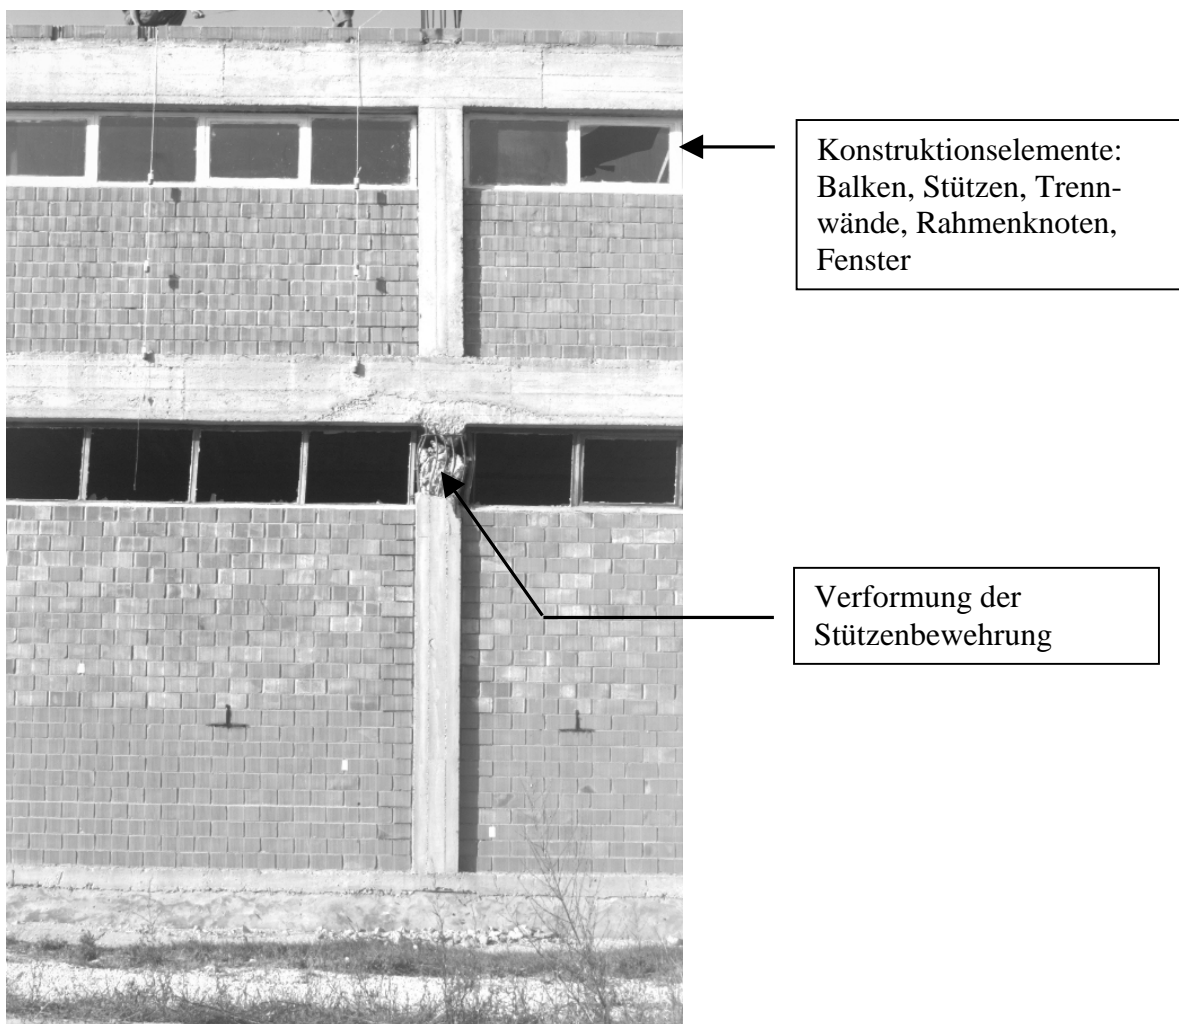 Konstruktionselemente:
Balken, Stützen, Trenn-
wände, Rahmenknoten,
Fenster
Verformung der
Stützenbewehrung